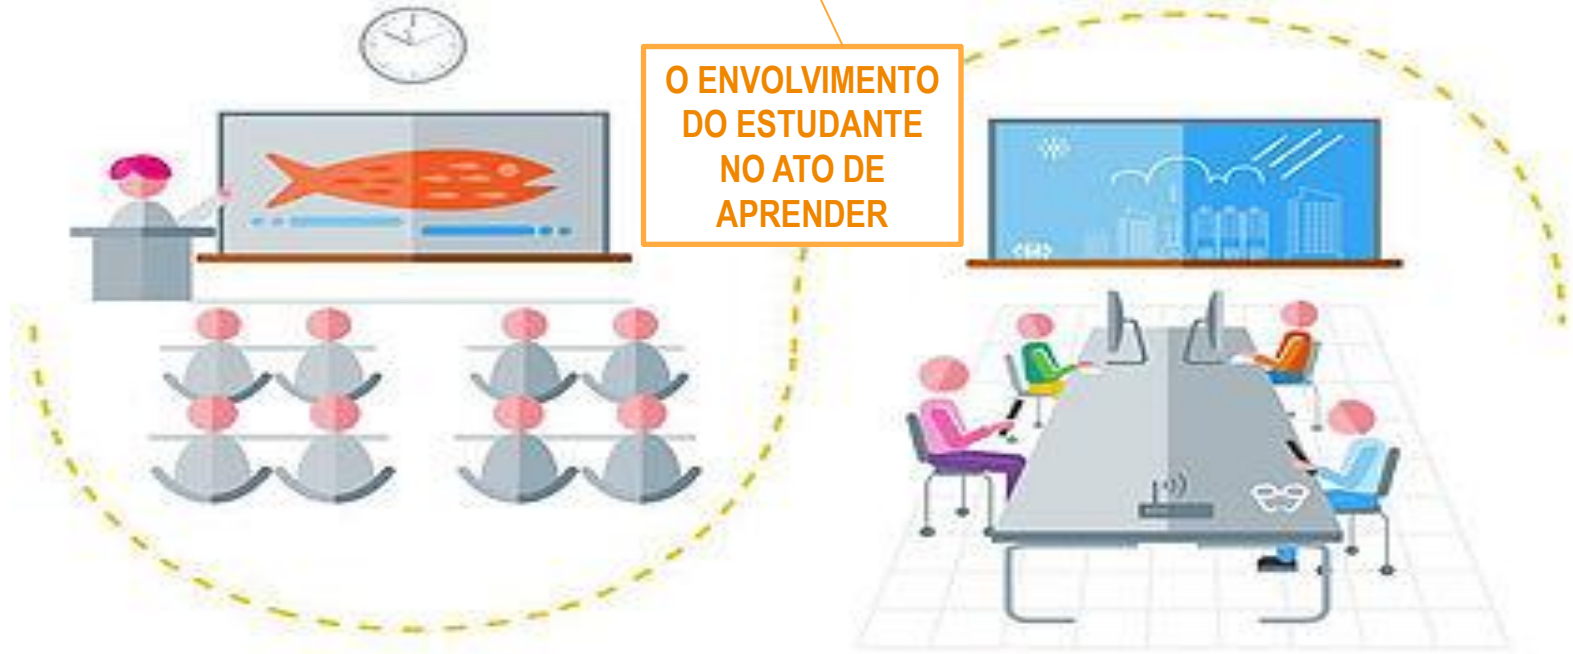 O ENVOLVIMENTO
DO ESTUDANTE
NO ATO DE
APRENDER